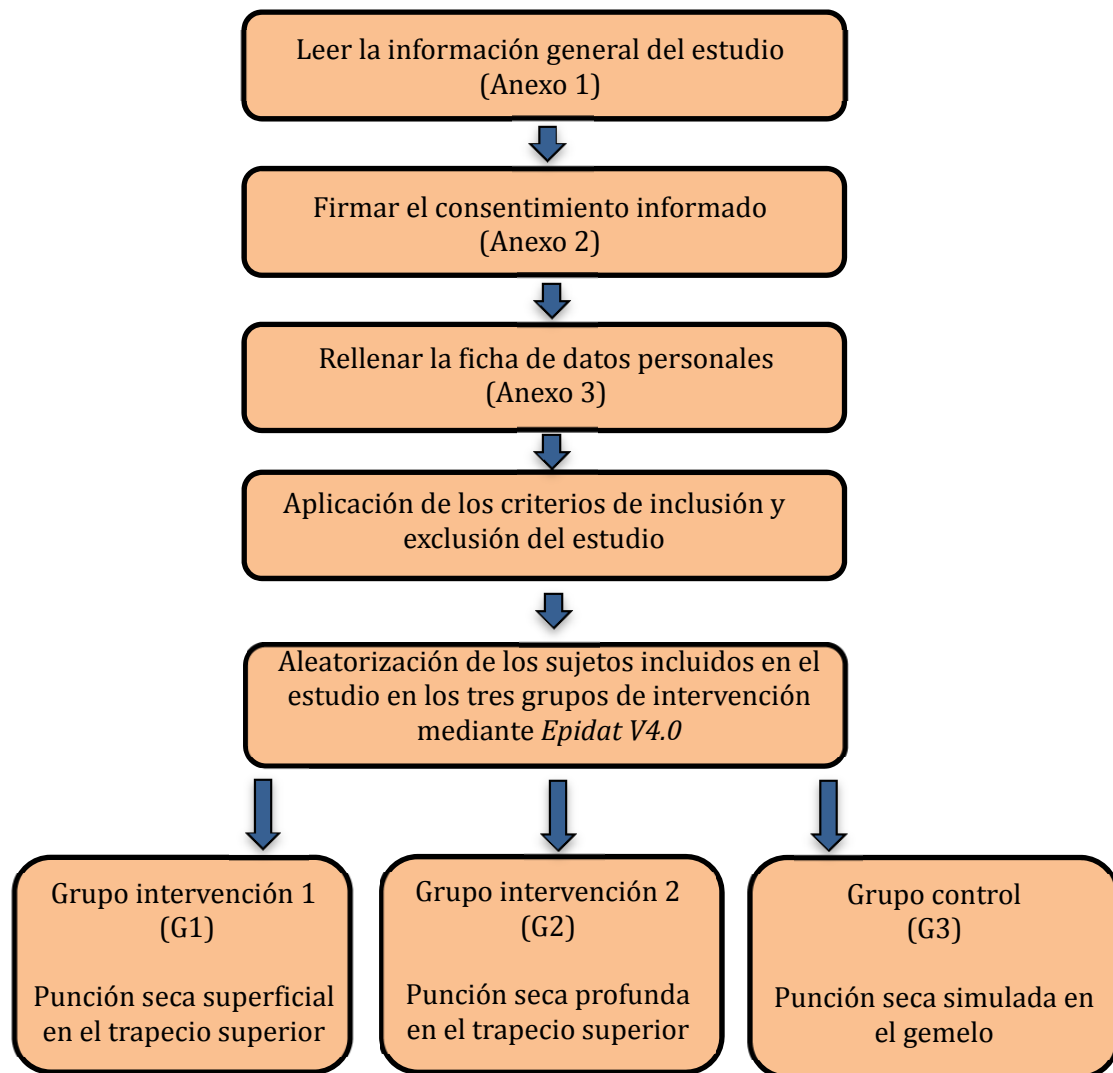 Leer la información general del estudio
(Anexo 1)
Firmar el consentimiento informado
(Anexo 2)
Rellenar la ficha de datos personales
(Anexo 3)
Aplicación de los criterios de inclusión y
exclusión del estudio
Aleatorización de los sujetos incluidos en el
estudio en los tres grupos de intervención
mediante Epidat V4.0
Grupo intervención 1
(G1)
Punción seca superficial
en el trapecio superior
Grupo intervención 2
(G2)
Punción seca profunda
en el trapecio superior
Grupo control
(G3)
Punción seca simulada en
el gemelo